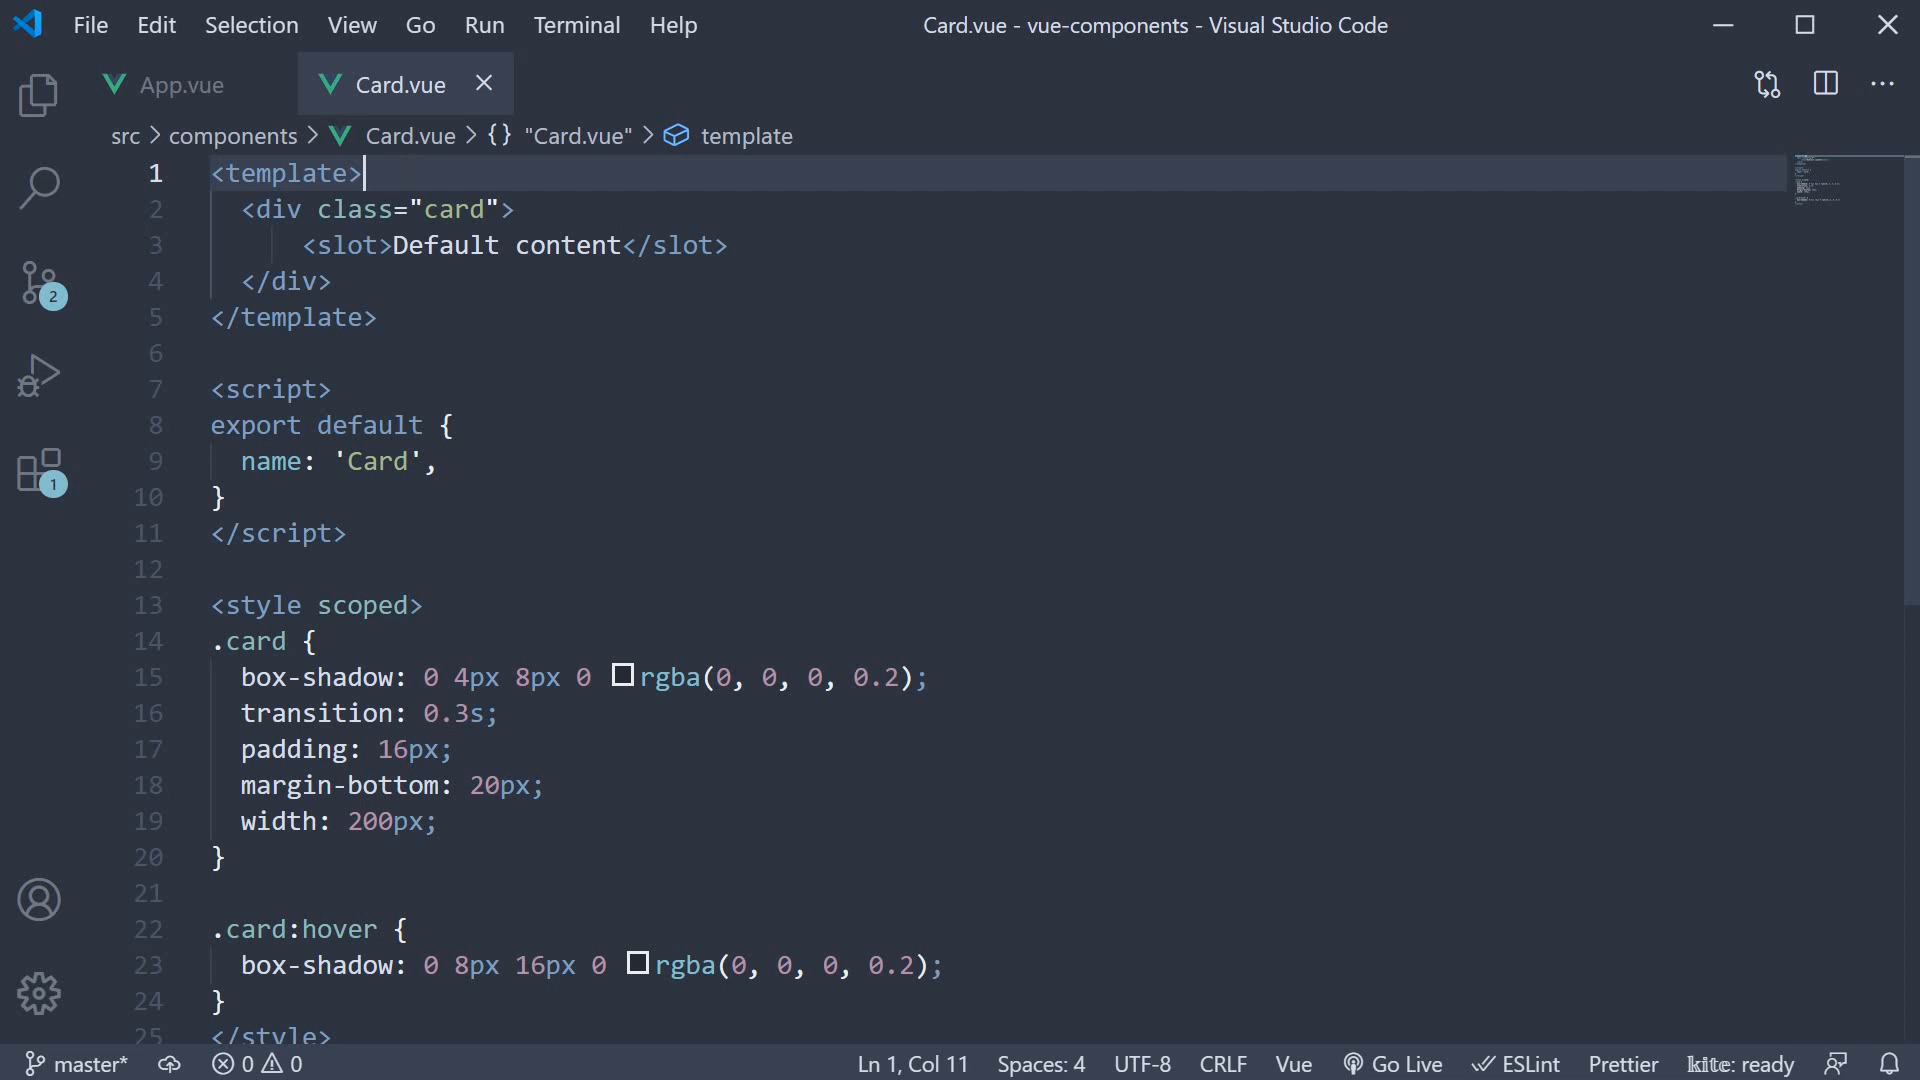 File Edit Selection View Go Run Terminal Help Card.vue - vue-components - Visual Studio Code
App.vue Card.vue
src > components > Card.vue > {} "Card.vue" > template
1 <template>
2 <div class="card">
3 <slot>Default content</slot>
4 </div>
5 </template>
6
7 <script>
8 export default {
9 name: 'Card',
10 }
11 </script>
12
13 <style scoped>
14 .card {
15 box-shadow: 0 4px 8px 0 rgba(0, 0, 0, 0.2);
16 transition: 0.3s;
17 padding: 16px;
18 margin-bottom: 20px;
19 width: 200px;
20 }
21
22 .card:hover {
23 box-shadow: 0 8px 16px 0 rgba(0, 0, 0, 0.2);
24 }
25 </style>
2
1
master* 0 0 Ln 1, Col 11 Spaces: 4 UTF-8 CRLF Vue Go Live ESLint Prettier kite: ready